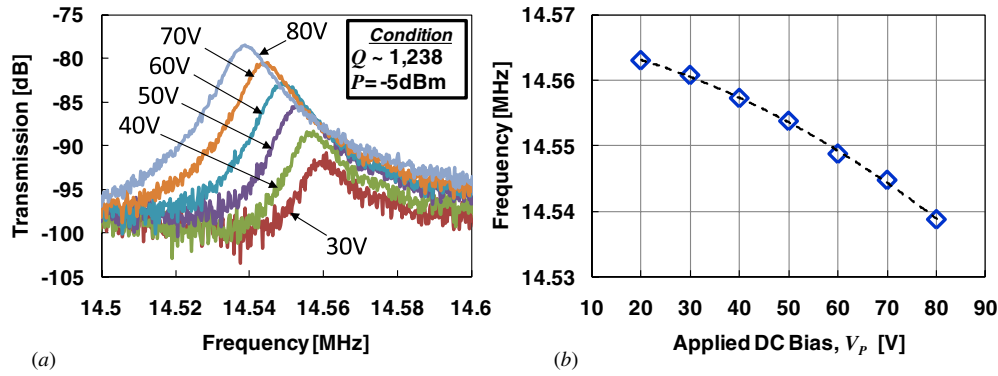 -75
-80
-85
-90
-95
-100
-105
Transmission [dB]
80V
70V
60V
50V
40V
30V
Condition
Q ~ 1,238
P = -5dBm
14.5 14.52 14.54 14.56 14.58 14.6
Frequency [MHz]
(a)
14.57
14.56
14.55
14.54
14.53
Frequency [MHz]
10 20 30 40 50 60 70 80 90
Applied DC Bias, VP [V]
(b)